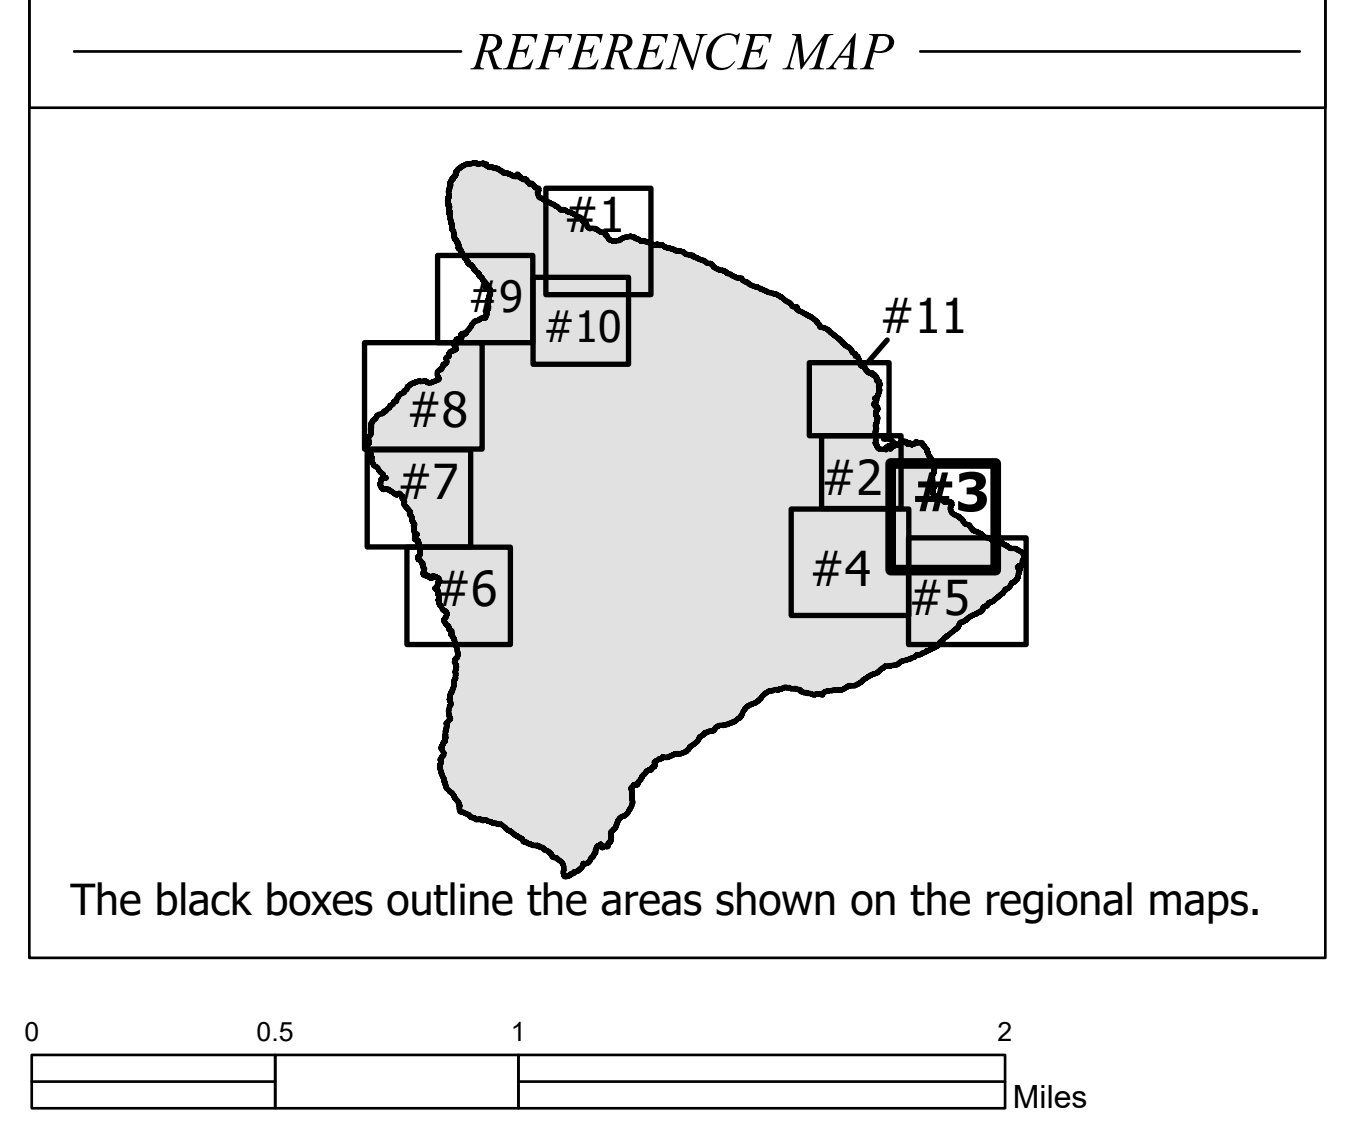 REFERENCE MAP
#1
#9
#10
#11
#8
#7
#2
#3
#4
#6
#5
The black boxes outline the areas shown on the regional maps.
0 0.5 1 2
Miles